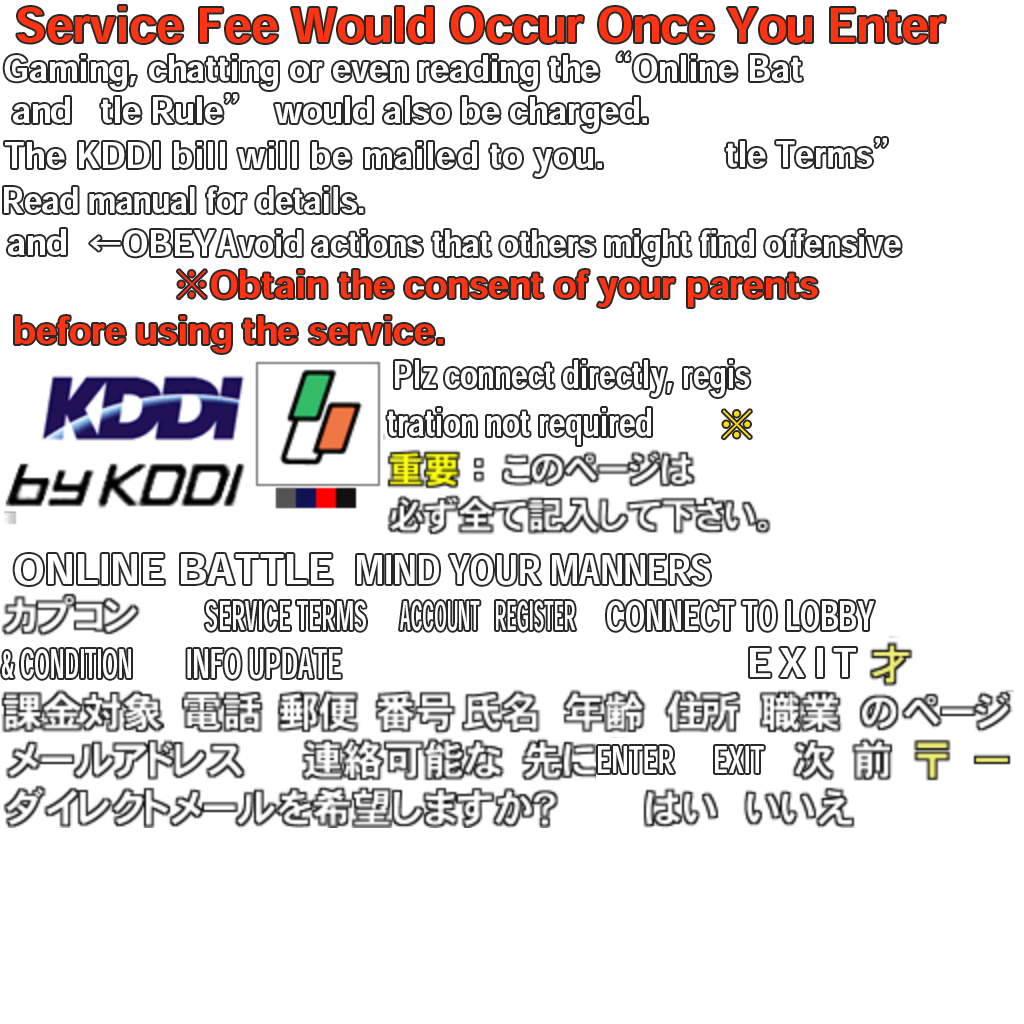 Service Fee Would Occur Once You Enter
Gaming, chatting or even reading the “Online Bat
and tle Rule” would also be charged.
The KDDI bill will be mailed to you. tle Terms”
Read manual for details.
and ←OBEYAvoid actions that others might find offensive
※Obtain the consent of your parents
before using the service.
KDDI
by KDDI
Plz connect directly, regis
tration not required ※
重要：このページは
必ず全て記入して下さい。
ONLINE BATTLE MIND YOUR MANNERS
カプコン SERVICE TERMS ACCOUNT REGISTER CONNECT TO LOBBY
& CONDITION INFO UPDATE EXIT才
課金対象 電話 郵便 番号 氏名 年齢 住所 職業 のページ
メールアドレス 連絡可能な 先に ENTER EXIT 次 前 〒 ー
ダイレクトメールを希望しますか? はい いいえ